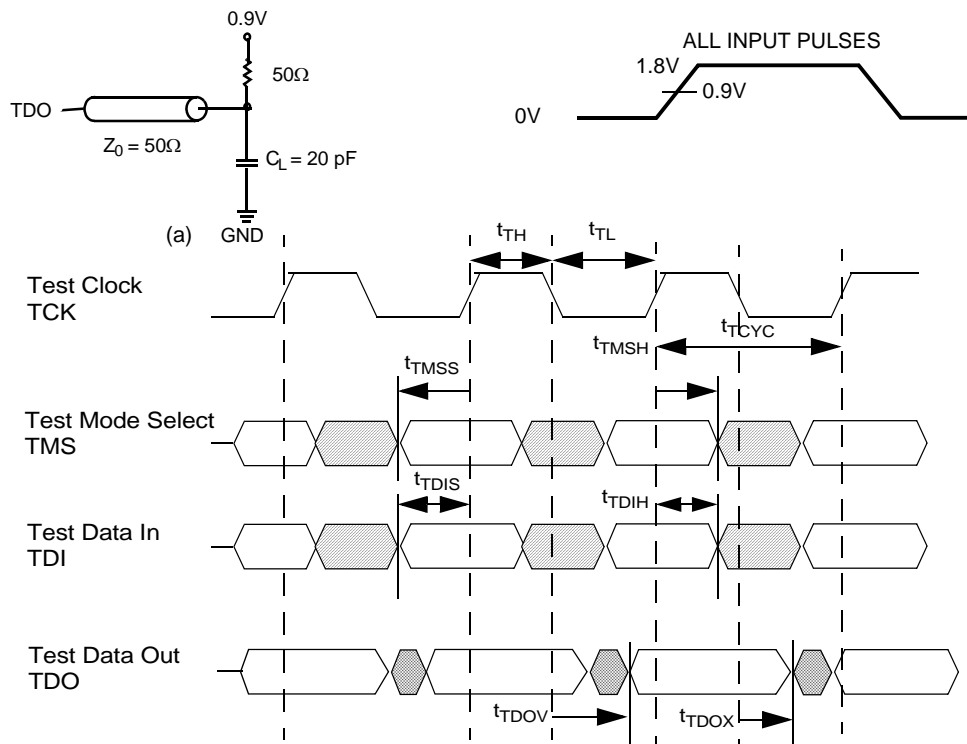 0.9V
50Ω
TDO
Z0 = 50Ω
CL = 20 pF
(a)
GND
ALL INPUT PULSES
1.8V
0.9V
0V
tTH
tTL
Test Clock
TCK
tTCYC
tTMSH
tTMSS
Test Mode Select
TMS
tTDIS
tTDIH
Test Data In
TDI
Test Data Out
TDO
tTDOV
tTDOX